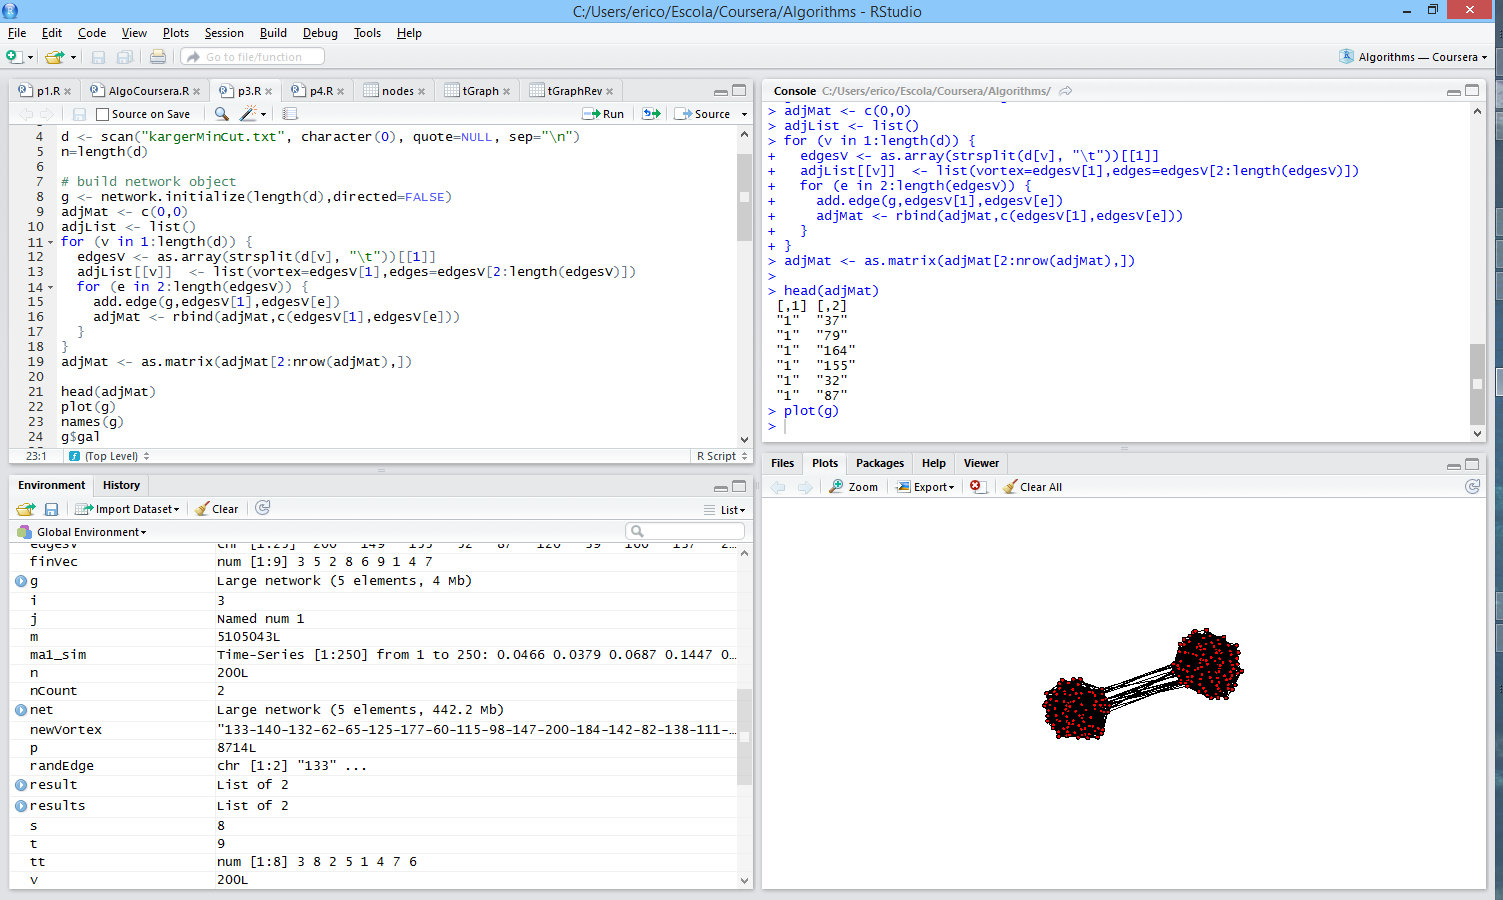 C:/Users/erico/Escola/Coursera/Algorithms - RStudio
File Edit Code View Plots Session Build Debug Tools Help
Go to file/function
Algorithms — Coursera
p1.R AlgoCoursera.R p3.R p4.R nodes tGraph tGraphRev
Source on Save Run Source
4 d <- scan("kargerMinCut.txt", character(0), quote=NULL, sep="\n")
5 n=length(d)
6
7 # build network object
8 g <- network.initialize(length(d),directed=FALSE)
9 adjMat <- c(0,0)
10 adjList <- list()
11 for (v in 1:length(d)) {
12 edgesV <- as.array(strsplit(d[v], "\t"))[[1]]
13 adjList[[v]]  <- list(vortex=edgesV[1],edges=edgesV[2:length(edgesV)])
14 for (e in 2:length(edgesV)) {
15 add.edge(g,edgesV[1],edgesV[e])
16 adjMat <- rbind(adjMat,c(edgesV[1],edgesV[e]))
17 }
18 }
19 adjMat <- as.matrix(adjMat[2:nrow(adjMat),])
20
21 head(adjMat)
22 plot(g)
23 names(g)
24 g$gal
23:1 (Top Level) R Script
Environment History
Import Dataset Clear List
Global Environment
finVec num [1:9] 3 5 2 8 6 9 1 4 7
g Large network (5 elements, 4 Mb)
i 3
j Named num 1
m 5105043L
ma1_sim Time-Series [1:250] from 1 to 250: 0.0466 0.0379 0.0687 0.1447 0…
n 200L
nCount 2
net Large network (5 elements, 442.2 Mb)
newVortex "133-140-132-62-65-125-177-60-115-98-147-200-184-142-82-138-111-…
p 8714L
randEdge chr [1:2] "133" ...
result List of 2
results List of 2
s 8
t 9
tt num [1:8] 3 8 2 5 1 4 7 6
v 200L
Console C:/Users/erico/Escola/Coursera/Algorithms/
> adjMat <- c(0,0)
> adjList <- list()
> for (v in 1:length(d)) {
+   edgesV <- as.array(strsplit(d[v], "\t"))[[1]]
+   adjList[[v]]  <- list(vortex=edgesV[1],edges=edgesV[2:length(edgesV)])
+   for (e in 2:length(edgesV)) {
+     add.edge(g,edgesV[1],edgesV[e])
+     adjMat <- rbind(adjMat,c(edgesV[1],edgesV[e]))
+   }
+ }
> adjMat <- as.matrix(adjMat[2:nrow(adjMat),])
>
> head(adjMat)
[,1] [,2]
"1" "37"
"1" "79"
"1" "164"
"1" "155"
"1" "32"
"1" "87"
> plot(g)
>
Files Plots Packages Help Viewer
Zoom Export Clear All